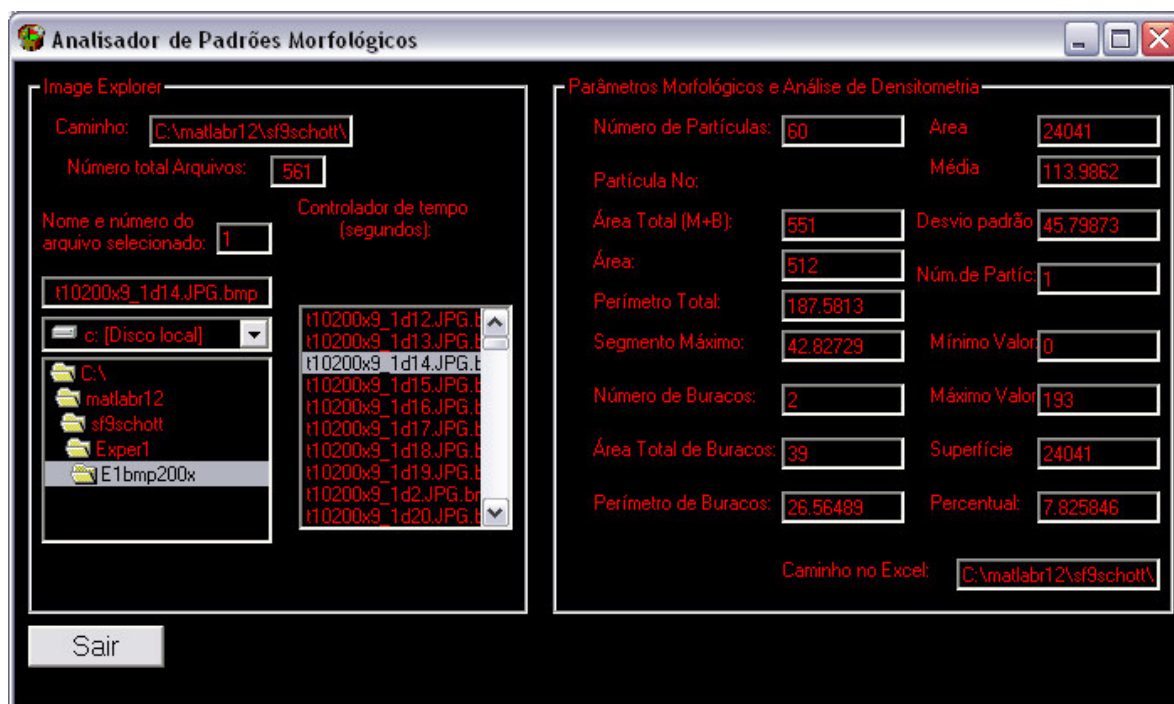 Analisador de Padrões Morfológicos
Image Explorer
Caminho: C:\matlabr12\sf9schott\
Número total Arquivos: 561
Nome e número do
arquivo selecionado: 1
Controlador de tempo
(segundos):
t10200x9_1d14.JPG.bmp
c: [Disco local]
C:\
matlabr12
sf9schott
Exper1
E1bmp200x
t10200x9_1d12.JPG.b
t10200x9_1d13.JPG.b
t10200x9_1d14.JPG.b
t10200x9_1d15.JPG.b
t10200x9_1d16.JPG.b
t10200x9_1d17.JPG.b
t10200x9_1d18.JPG.b
t10200x9_1d19.JPG.b
t10200x9_1d2.JPG.br
t10200x9_1d20.JPG.b
Parâmetros Morfológicos e Análise de Densitometria
Número de Partículas: 60
Partícula No:
Área Total (M+B): 551
Área: 512
Perímetro Total: 187.5813
Segmento Máximo: 42.82729
Número de Buracos: 2
Área Total de Buracos: 39
Perímetro de Buracos: 26.56489
Area 24041
Média 113.9862
Desvio padrão 45.79873
Núm.de Partíc: 1
Mínimo Valor 0
Máximo Valor 193
Superfície 24041
Percentual: 7.825846
Caminho no Excel: C:\matlabr12\sf9schott\
Sair